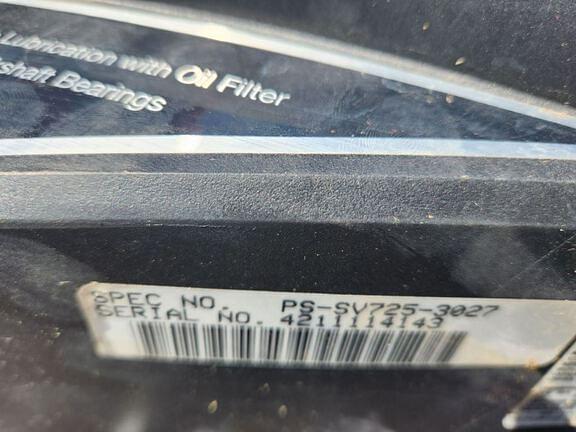 Lubrication with Oil Filter
Bearings
SPEC NO. PS-SV725-3027
SERIAL NO. 4211114143